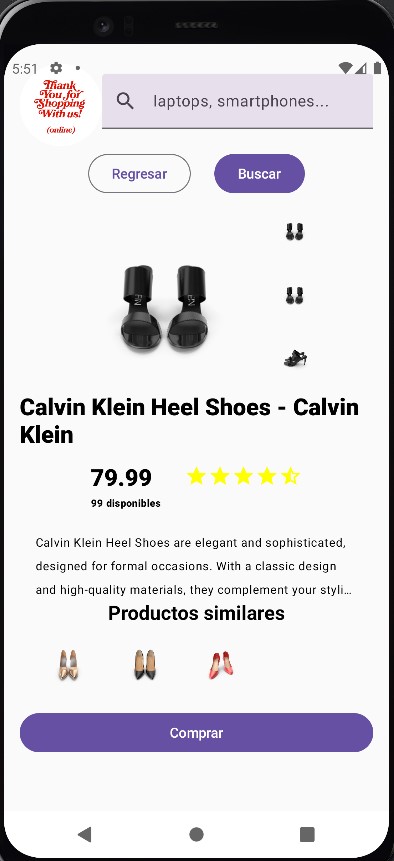 5:51
Thank
You for
Shopping
With us!
(online)
laptops, smartphones...
Regresar
Buscar
Calvin Klein Heel Shoes - Calvin
Klein
79.99
99 disponibles
Calvin Klein Heel Shoes are elegant and sophisticated,
designed for formal occasions. With a classic design
and high-quality materials, they complement your styli...
Productos similares
Comprar